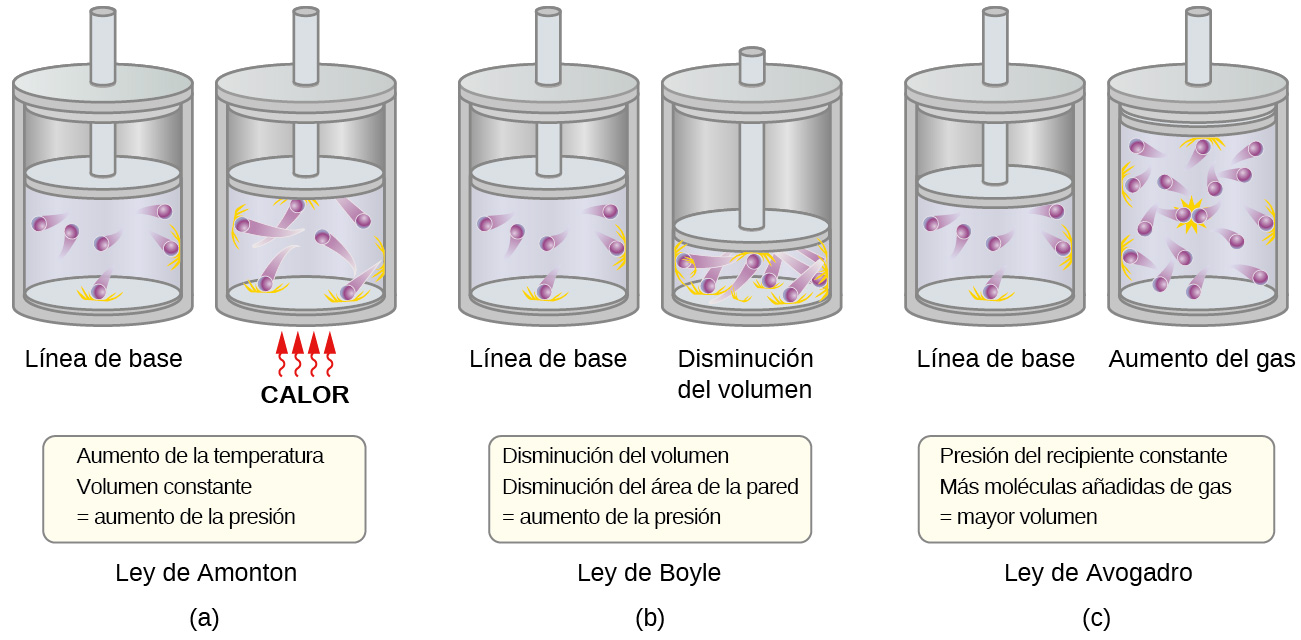 Línea de base
CALOR
Aumento de la temperatura
Volumen constante
= aumento de la presión
Ley de Amonton
(a)
Línea de base
Disminución
del volumen
Disminución del volumen
Disminución del área de la pared
= aumento de la presión
Ley de Boyle
(b)
Línea de base
Aumento del gas
Presión del recipiente constante
Más moléculas añadidas de gas
= mayor volumen
Ley de Avogadro
(c)